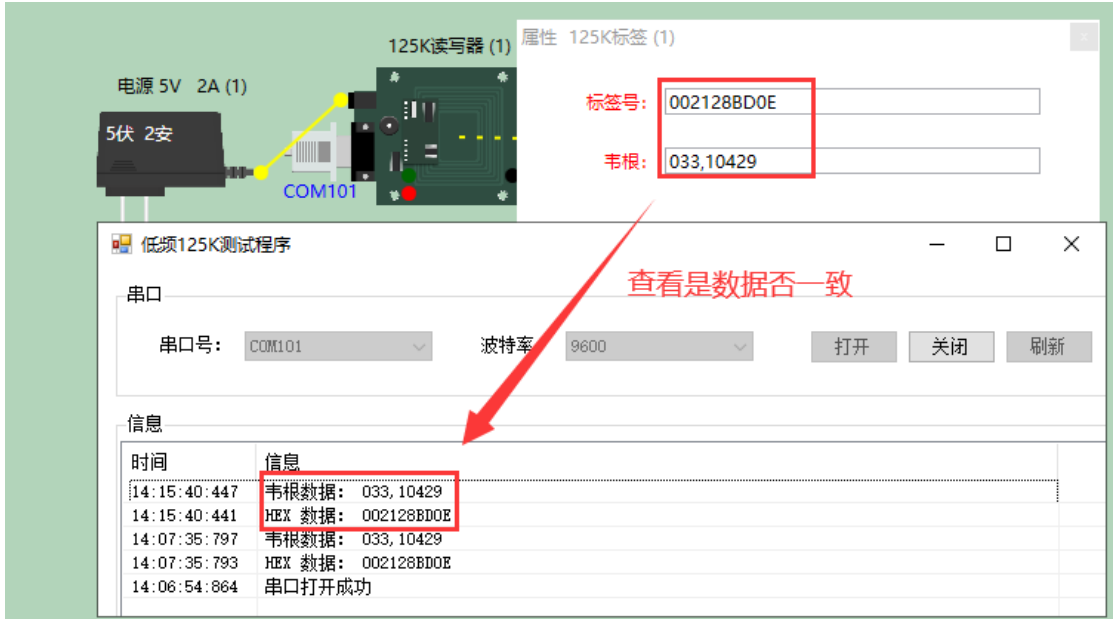 125K读写器 (1)
属性 125K标签 (1)
x
电源 5V 2A (1)
5伏 2安
COM101
标签号: 002128BD0E
韦根: 033,10429
低频125K测试程序
查看是数据否一致
串口
串口号: COM101 波特率 9600 打开 关闭 刷新
信息
时间 信息
14:15:40:447 韦根数据: 033,10429
14:15:40:441 HEX 数据: 002128BD0E
14:07:35:797 韦根数据: 033,10429
14:07:35:793 HEX 数据: 002128BD0E
14:06:54:864 串口打开成功